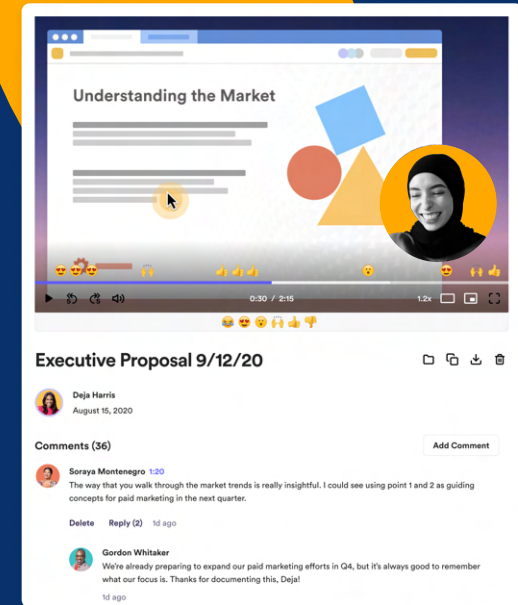 Understanding the Market
0:30 / 2:15
1.2x
Executive Proposal 9/12/20
Deja Harris
August 15, 2020
Comments (36)
Add Comment
Soraya Montenegro 1:20
The way that you walk through the market trends is really insightful. I could see using point 1 and 2 as guiding
concepts for paid marketing in the next quarter.
Delete Reply (2) 1d ago
Gordon Whitaker
We're already preparing to expand our paid marketing efforts in Q4, but it's always good to remember
what our focus is. Thanks for documenting this, Deja!
1d ago